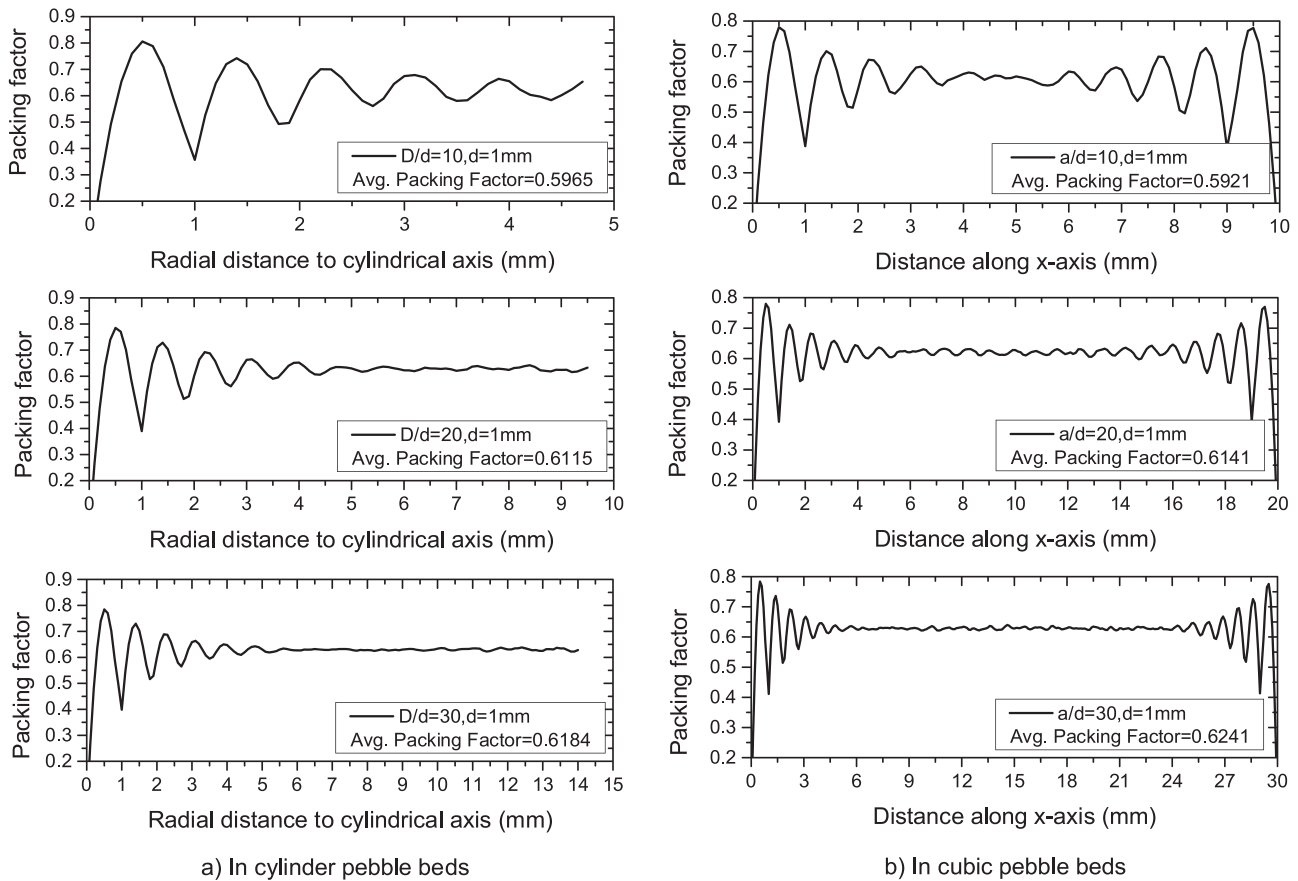 0.9
0.8
0.7
0.6
0.5
0.4
0.3
0.2
Packing factor
D/d=10,d=1mm
Avg. Packing Factor=0.5965
0 1 2 3 4 5
Radial distance to cylindrical axis (mm)
0.8
0.7
0.6
0.5
0.4
0.3
0.2
Packing factor
a/d=10,d=1mm
Avg. Packing Factor=0.5921
0 1 2 3 4 5 6 7 8 9 10
Distance along x-axis (mm)
0.9
0.8
0.7
0.6
0.5
0.4
0.3
0.2
Packing factor
D/d=20,d=1mm
Avg. Packing Factor=0.6115
0 1 2 3 4 5 6 7 8 9 10
Radial distance to cylindrical axis (mm)
0.8
0.7
0.6
0.5
0.4
0.3
0.2
Packing factor
a/d=20,d=1mm
Avg. Packing Factor=0.6141
0 2 4 6 8 10 12 14 16 18 20
Distance along x-axis (mm)
0.9
0.8
0.7
0.6
0.5
0.4
0.3
0.2
Packing factor
D/d=30,d=1mm
Avg. Packing Factor=0.6184
0 1 2 3 4 5 6 7 8 9 10 11 12 13 14 15
Radial distance to cylindrical axis (mm)
0.8
0.7
0.6
0.5
0.4
0.3
0.2
Packing factor
a/d=30,d=1mm
Avg. Packing Factor=0.6241
0 3 6 9 12 15 18 21 24 27 30
Distance along x-axis (mm)
a) In cylinder pebble beds
b) In cubic pebble beds